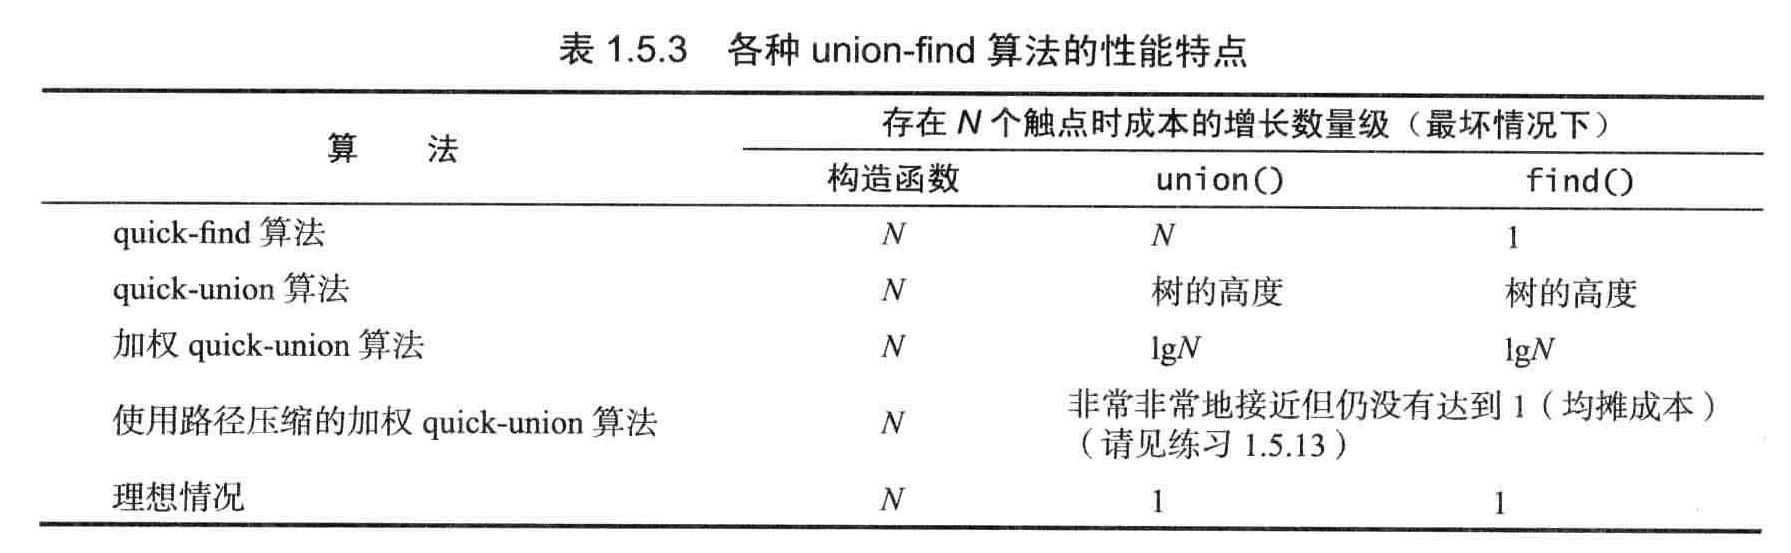 表 1.5.3 各种 union-find 算法的性能特点
算 法 存在 N 个触点时成本的增长数量级（最坏情况下）
构造函数 union() find()
quick-find 算法 N N 1
quick-union 算法 N 树的高度 树的高度
加权 quick-union 算法 N lgN lgN
使用路径压缩的加权 quick-union 算法 N 非常非常地接近但仍没有达到 1（均摊成本）
（请见练习 1.5.13）
理想情况 N 1 1